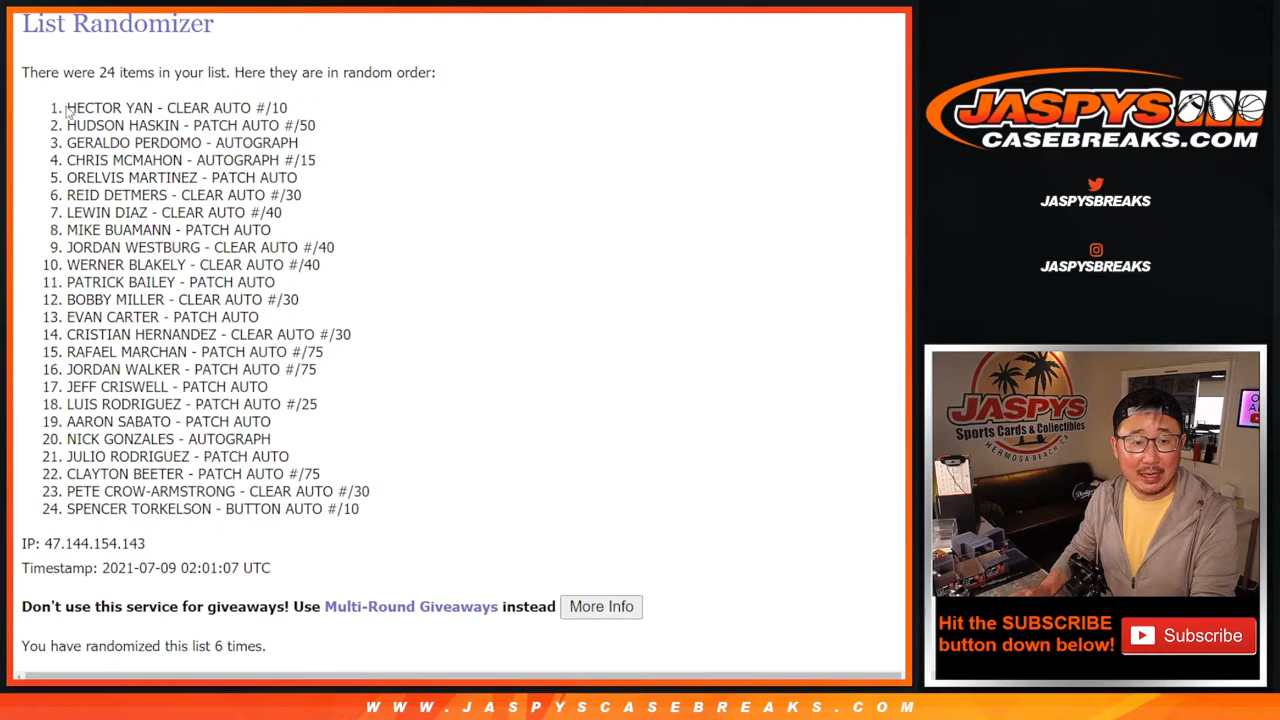 List Randomizer
There were 24 items in your list. Here they are in random order:
1. HECTOR YAN - CLEAR AUTO #/10
2. HUDSON HASKIN - PATCH AUTO #/50
3. GERALDO PERDOMO - AUTOGRAPH
4. CHRIS MCMAHON - AUTOGRAPH #/15
5. ORELVIS MARTINEZ - PATCH AUTO
6. REID DETMERS - CLEAR AUTO #/30
7. LEWIN DIAZ - CLEAR AUTO #/40
8. MIKE BUAMANN - PATCH AUTO
9. JORDAN WESTBURG - CLEAR AUTO #/40
10. WERNER BLAKELY - CLEAR AUTO #/40
11. PATRICK BAILEY - PATCH AUTO
12. BOBBY MILLER - CLEAR AUTO #/30
13. EVAN CARTER - PATCH AUTO
14. CRISTIAN HERNANDEZ - CLEAR AUTO #/30
15. RAFAEL MARCHAN - PATCH AUTO #/75
16. JORDAN WALKER - PATCH AUTO #/75
17. JEFF CRISWELL - PATCH AUTO
18. LUIS RODRIGUEZ - PATCH AUTO #/25
19. AARON SABATO - PATCH AUTO
20. NICK GONZALES - AUTOGRAPH
21. JULIO RODRIGUEZ - PATCH AUTO
22. CLAYTON BEETER - PATCH AUTO #/75
23. PETE CROW-ARMSTRONG - CLEAR AUTO #/30
24. SPENCER TORKELSON - BUTTON AUTO #/10
IP: 47.144.154.143
Timestamp: 2021-07-09 02:01:07 UTC
Don't use this service for giveaways! Use Multi-Round Giveaways instead More Info
You have randomized this list 6 times.
JASPYS
CASEBREAKS.COM
JASPYSBREAKS
JASPYSBREAKS
JASPYS
Sports Cards & Collectibles
HERMOSA BEACH, CA
Hit the SUBSCRIBE
button down below!
Subscribe
WWW.JASPYSCASEBREAKS.COM